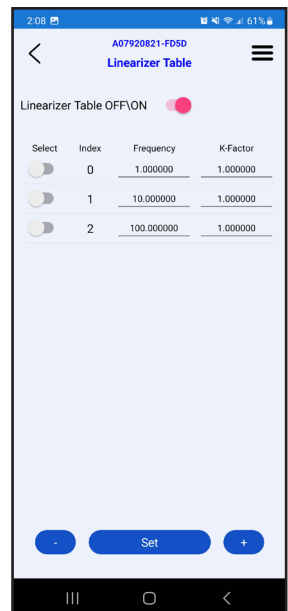 2:08 61%
A07920821-FD5D
Linearizer Table
Linearizer Table OFF\ON
Select Index Frequency K-Factor
0 1.000000 1.000000
1 10.000000 1.000000
2 100.000000 1.000000
- Set +